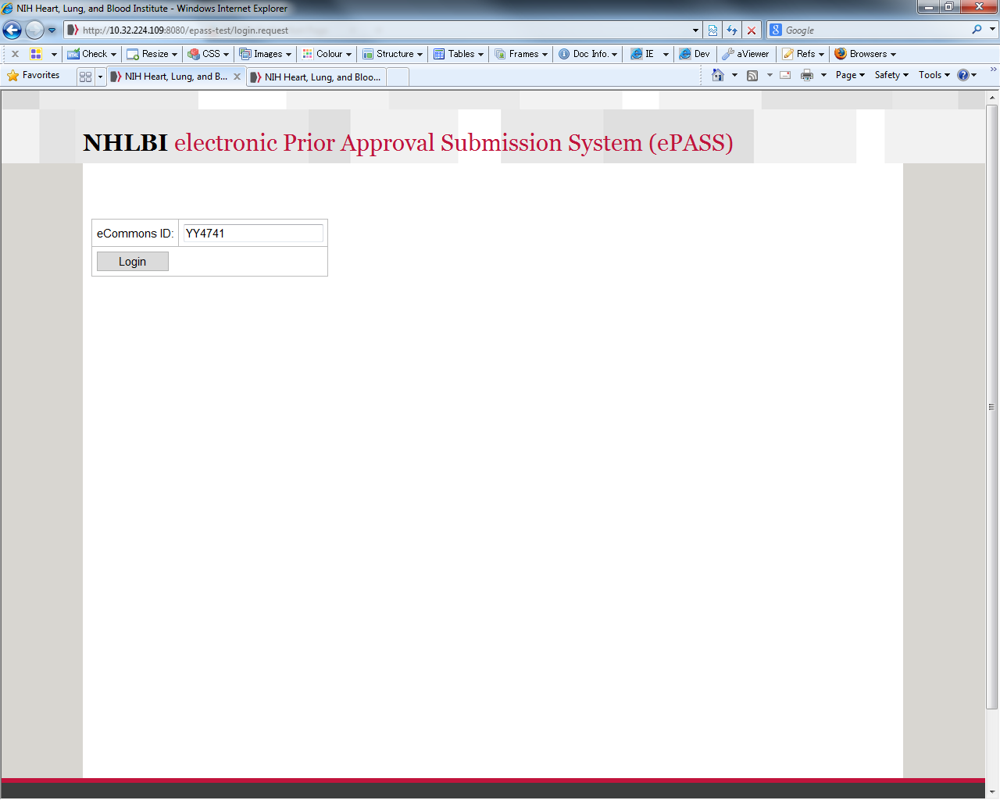 NIH Heart, Lung, and Blood Institute - Windows Internet Explorer
http://10.32.224.109:8080/epass-test/login.request
Google
Check Resize CSS Images Colour Structure Tables Frames Doc Info. IE Dev aViewer Refs Browsers
Favorites NIH Heart, Lung, and B... NIH Heart, Lung, and Bloo... Page Safety Tools
NHLBI electronic Prior Approval Submission System (ePASS)
eCommons ID: YY4741
Login